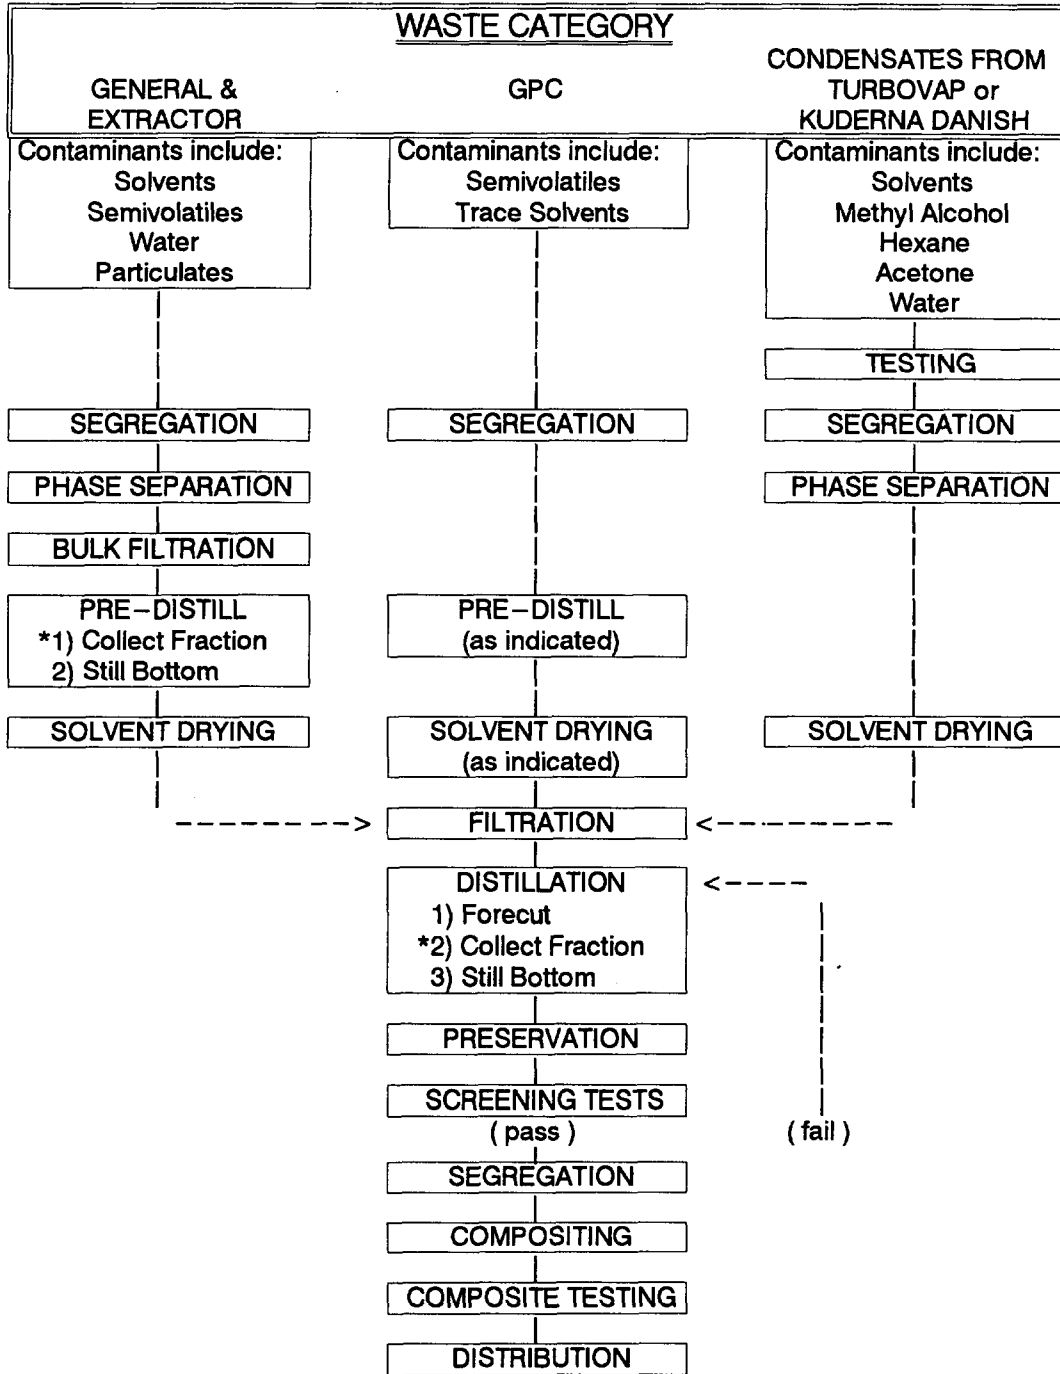 WASTE CATEGORY
GENERAL &
EXTRACTOR
GPC
CONDENSATES FROM
TURBOVAP or
KUDERNA DANISH
Contaminants include:
Solvents
Semivolatiles
Water
Particulates
Contaminants include:
Semivolatiles
Trace Solvents
Contaminants include:
Solvents
Methyl Alcohol
Hexane
Acetone
Water
TESTING
SEGREGATION
SEGREGATION
SEGREGATION
PHASE SEPARATION
PHASE SEPARATION
BULK FILTRATION
PRE-DISTILL
*1) Collect Fraction
2) Still Bottom
PRE-DISTILL
(as indicated)
SOLVENT DRYING
SOLVENT DRYING
(as indicated)
SOLVENT DRYING
FILTRATION
DISTILLATION
1) Forecut
*2) Collect Fraction
3) Still Bottom
PRESERVATION
SCREENING TESTS
( pass )
( fail )
SEGREGATION
COMPOSITING
COMPOSITE TESTING
DISTRIBUTION